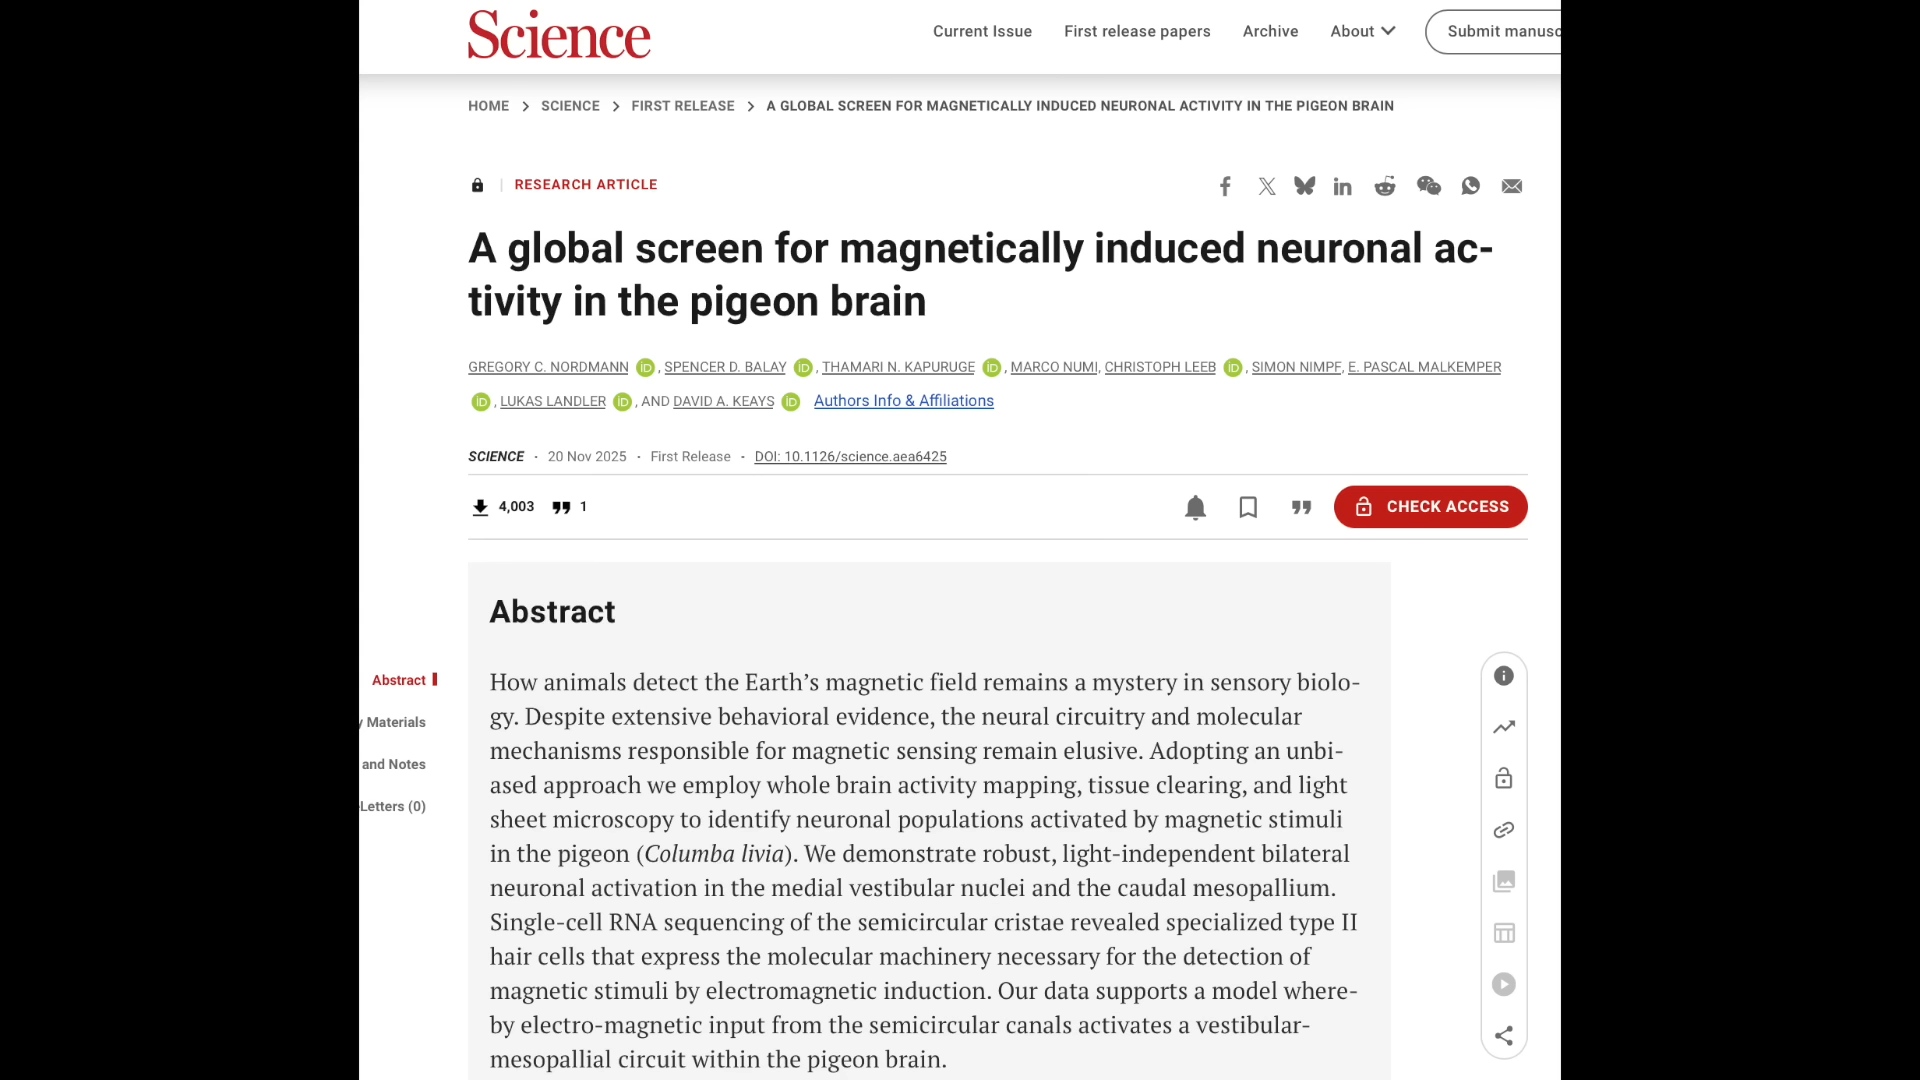 Science
Current Issue First release papers Archive About Submit manusc
HOME > SCIENCE > FIRST RELEASE > A GLOBAL SCREEN FOR MAGNETICALLY INDUCED NEURONAL ACTIVITY IN THE PIGEON BRAIN
RESEARCH ARTICLE
A global screen for magnetically induced neuronal ac-
tivity in the pigeon brain
GREGORY C. NORDMANN iD, SPENCER D. BALAY iD, THAMARI N. KAPURUGE iD, MARCO NUMI, CHRISTOPH LEEB iD, SIMON NIMPF, E. PASCAL MALKEMPER
iD, LUKAS LANDLER iD, AND DAVID A. KEAYS iD Authors Info & Affiliations
SCIENCE · 20 Nov 2025 · First Release · DOI: 10.1126/science.aea6425
4,003 1
CHECK ACCESS
Abstract
How animals detect the Earth’s magnetic field remains a mystery in sensory biolo-
gy. Despite extensive behavioral evidence, the neural circuitry and molecular
mechanisms responsible for magnetic sensing remain elusive. Adopting an unbi-
ased approach we employ whole brain activity mapping, tissue clearing, and light
sheet microscopy to identify neuronal populations activated by magnetic stimuli
in the pigeon (Columba livia). We demonstrate robust, light-independent bilateral
neuronal activation in the medial vestibular nuclei and the caudal mesopallium.
Single-cell RNA sequencing of the semicircular cristae revealed specialized type II
hair cells that express the molecular machinery necessary for the detection of
magnetic stimuli by electromagnetic induction. Our data supports a model where-
by electro-magnetic input from the semicircular canals activates a vestibular-
mesopallial circuit within the pigeon brain.
Abstract
y Materials
and Notes
Letters (0)